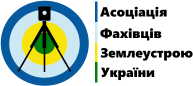 Асоціація
Фахівців
Землеустрою
України